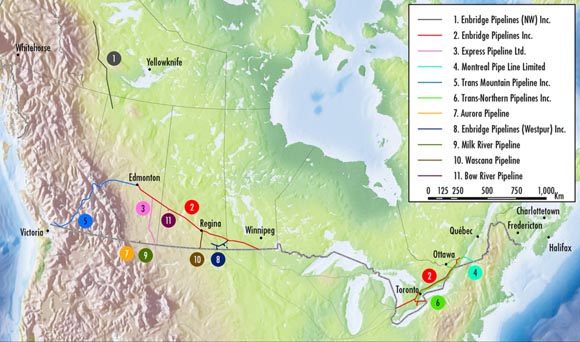 1. Enbridge Pipelines (NW) Inc.
2. Enbridge Pipelines Inc.
3. Express Pipeline Ltd.
4. Montreal Pipe Line Limited
5. Trans Mountain Pipeline Inc.
6. Trans-Northern Pipelines Inc.
7. Aurora Pipeline
8. Enbridge Pipelines (Westpur) Inc.
9. Milk River Pipeline
10. Wascana Pipeline
11. Bow River Pipeline
0 125 250 500 750 1,000
Km
Whitehorse
1
Yellowknife
Edmonton
3
11
2
Regina
Winnipeg
Victoria
5
7
9
10
8
Charlottetown
Fredericton
Halifax
Québec
Ottawa
2
4
Toronto
6